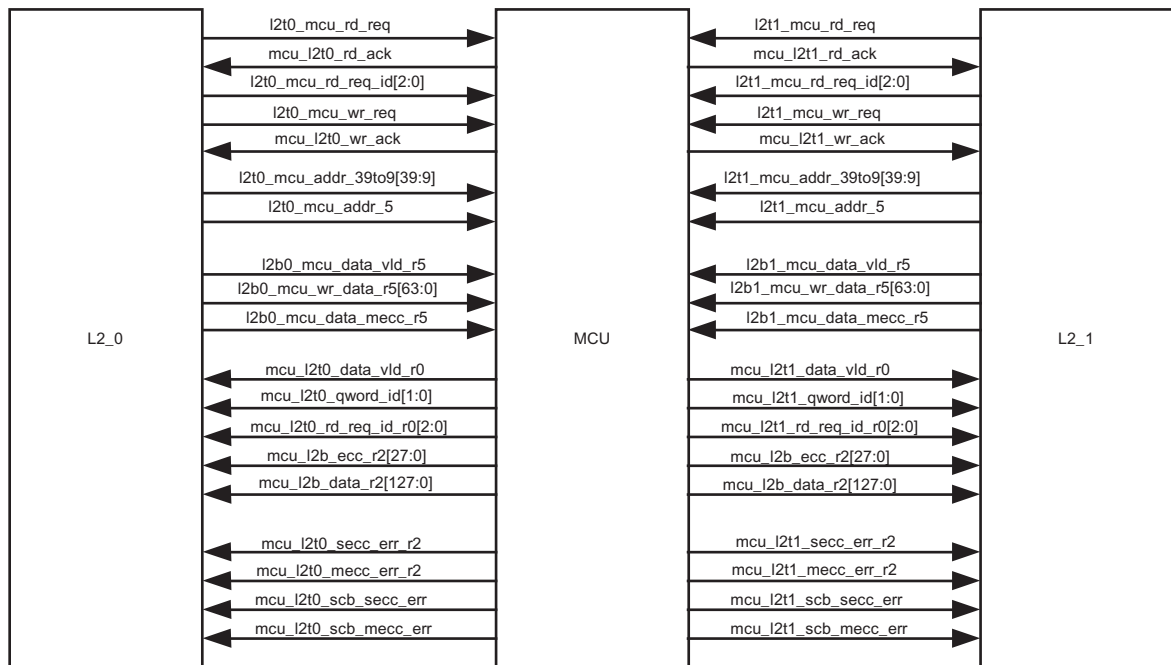 l2t0_mcu_rd_req
mcu_l2t0_rd_ack
l2t0_mcu_rd_req_id[2:0]
l2t0_mcu_wr_req
mcu_l2t0_wr_ack
l2t0_mcu_addr_39to9[39:9]
l2t0_mcu_addr_5
l2b0_mcu_data_vld_r5
l2b0_mcu_wr_data_r5[63:0]
l2b0_mcu_data_mecc_r5
L2_0
mcu_l2t0_data_vld_r0
mcu_l2t0_qword_id[1:0]
mcu_l2t0_rd_req_id_r0[2:0]
mcu_l2b_ecc_r2[27:0]
mcu_l2b_data_r2[127:0]
mcu_l2t0_secc_err_r2
mcu_l2t0_mecc_err_r2
mcu_l2t0_scb_secc_err
mcu_l2t0_scb_mecc_err
MCU
l2t1_mcu_rd_req
mcu_l2t1_rd_ack
l2t1_mcu_rd_req_id[2:0]
l2t1_mcu_wr_req
mcu_l2t1_wr_ack
l2t1_mcu_addr_39to9[39:9]
l2t1_mcu_addr_5
l2b1_mcu_data_vld_r5
l2b1_mcu_wr_data_r5[63:0]
l2b1_mcu_data_mecc_r5
L2_1
mcu_l2t1_data_vld_r0
mcu_l2t1_qword_id[1:0]
mcu_l2t1_rd_req_id_r0[2:0]
mcu_l2b_ecc_r2[27:0]
mcu_l2b_data_r2[127:0]
mcu_l2t1_secc_err_r2
mcu_l2t1_mecc_err_r2
mcu_l2t1_scb_secc_err
mcu_l2t1_scb_mecc_err